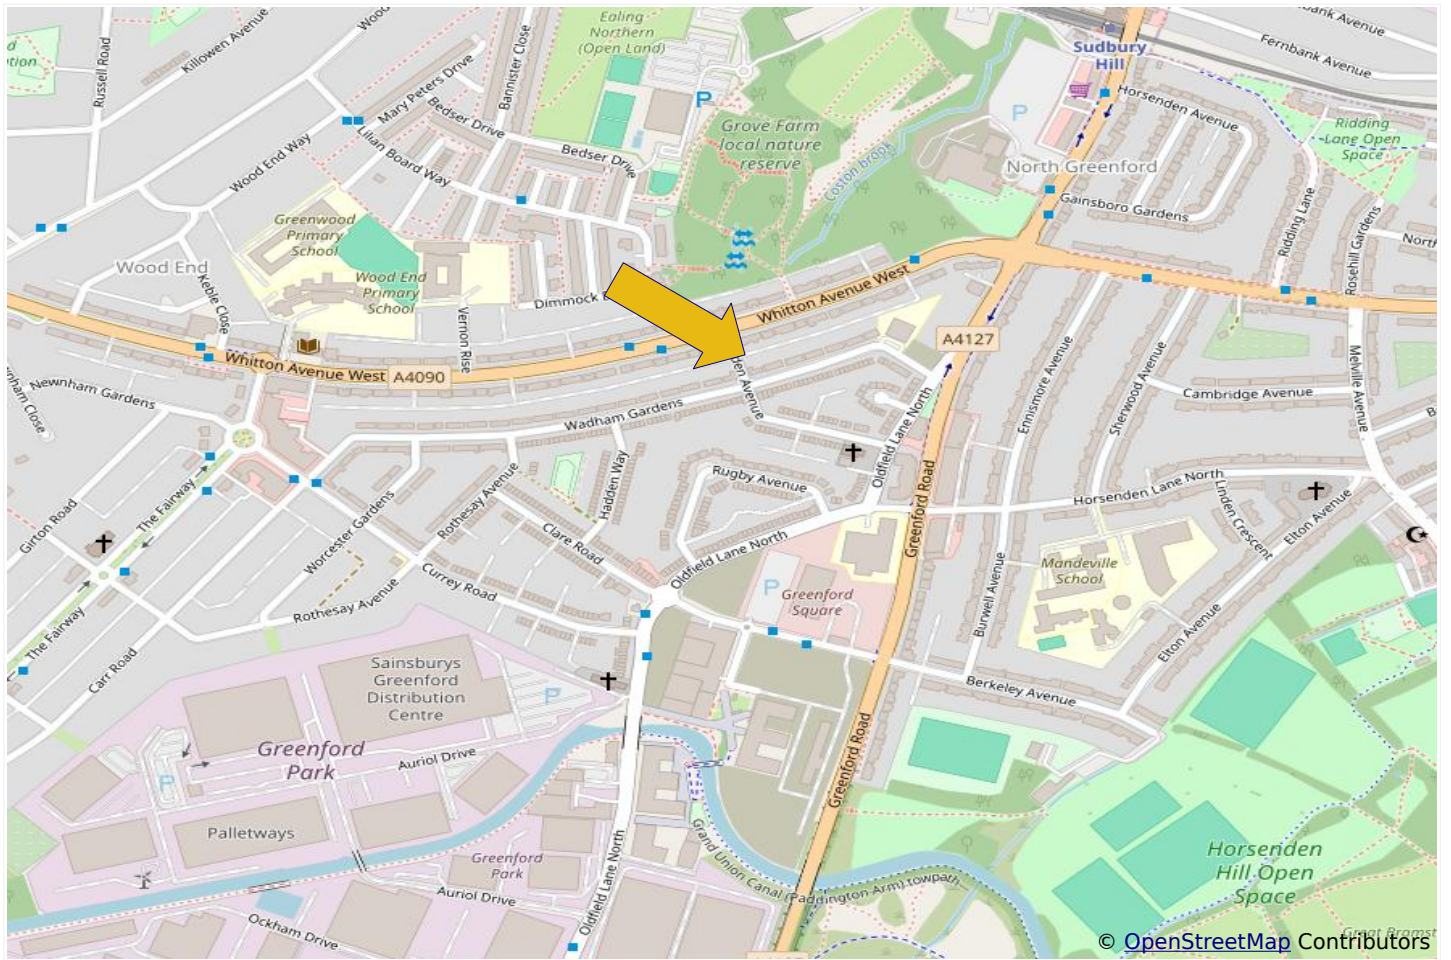 Russell Road
Killowen Avenue
Bannister Close
Mary Peters Drive
Ealing
Northern
(Open Land)
P
Sudbury
Hill
P
Fernbank Avenue
Horsenden Avenue
Bedser Drive
Bedser Drive
Grove Farm
local nature
reserve
Coston brook
Ridding
Lane Open
Space
Wood End Way
Lilian Board Way
North Greenford
Gainsboro Gardens
Ridding Lane
Rosehill Gardens
Greenwood
Primary
School
Wood End
Keble Close
Wood End
Primary
School
Vernon Rise
Dimmock
Whitton Avenue West
Whitton Avenue West
A4090
A4127
Newnham Gardens
Wadham Gardens
Hadden Way
Rugby Avenue
Oldfield Lane North
Ennismore Avenue
Sherwood Avenue
Cambridge Avenue
Melville Avenue
Girton Road
The Fairway
The Fairway
Worcester Gardens
Rothesay Avenue
Rothesay Avenue
Clare Road
Currey Road
Oldfield Lane North
Greenford Road
Horsenden Lane North
Linden Crescent
Elton Avenue
Elton Avenue
Mandeville
School
P
Greenford
Square
Burwell Avenue
Berkeley Avenue
Carr Road
Sainsburys
Greenford
Distribution
Centre
P
Greenford
Park
Auriol Drive
P
Palletways
Greenford
Park
Auriol Drive
Ockham Drive
Oldfield Lane North
Greenford Road
Grand Union Canal (Paddington Arm) towpath
Horsenden
Hill Open
Space
© OpenStreetMap Contributors